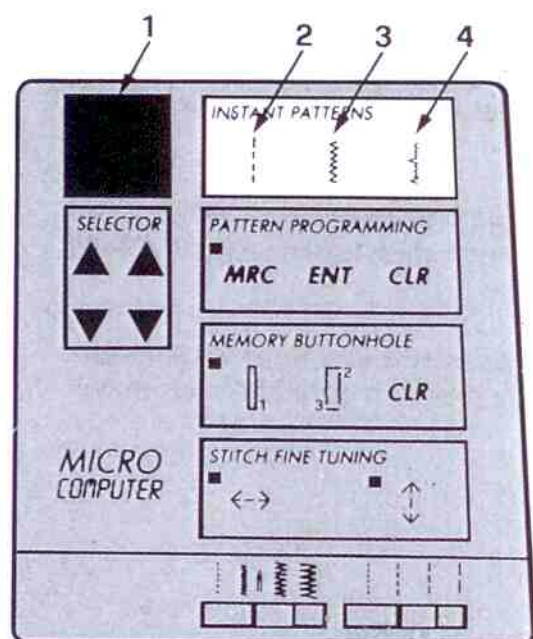 1 2 3 4
INSTANT PATTERNS
SELECTOR
PATTERN PROGRAMMING
MRC ENT CLR
MEMORY BUTTONHOLE
1 3 2 CLR
MICRO COMPUTER
STITCH FINE TUNING